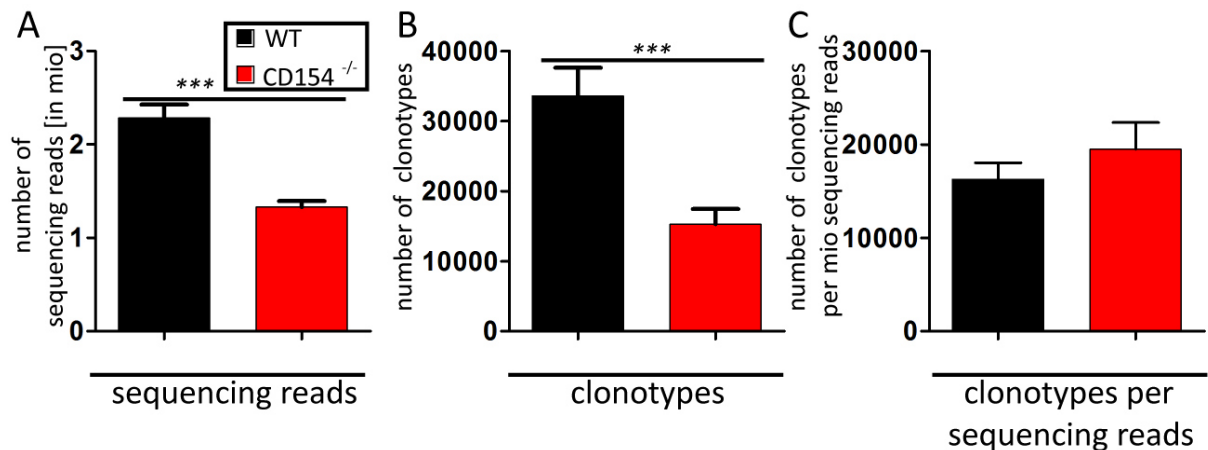 A
number of
sequencing reads [in mio]
3
2
1
0
***
WT
CD154 -/-
sequencing reads
B
number of clonotypes
40000
30000
20000
10000
0
***
clonotypes
C
number of clonotypes
per mio sequencing reads
30000
20000
10000
0
clonotypes per
sequencing reads